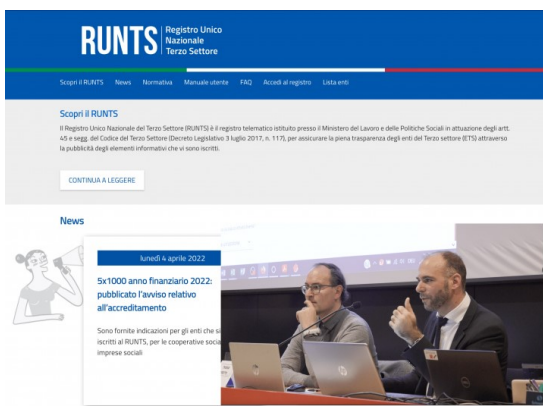 RUNTS
Registro Unico
Nazionale
Terzo Settore
Scopri il RUNTS News Normativa Manuale utente FAQ Accedi al registro Lista enti
Scopri il RUNTS
Il Registro Unico Nazionale del Terzo Settore (RUNTS) è il registro telematico istituito presso il Ministero del Lavoro e delle Politiche Sociali in attuazione degli artt.
45 e segg. del Codice del Terzo Settore (Decreto Legislativo 3 luglio 2017, n. 117), per assicurare la piena trasparenza degli enti del Terzo settore (ETS) attraverso
la pubblicità degli elementi informativi che vi sono iscritti.
CONTINUA A LEGGERE
News
lunedì 4 aprile 2022
5x1000 anno finanziario 2022:
pubblicato l'avviso relativo
all'accreditamento
Sono fornite indicazioni per gli enti che si
iscritti al RUNTS, per le cooperative socia
imprese sociali
hp